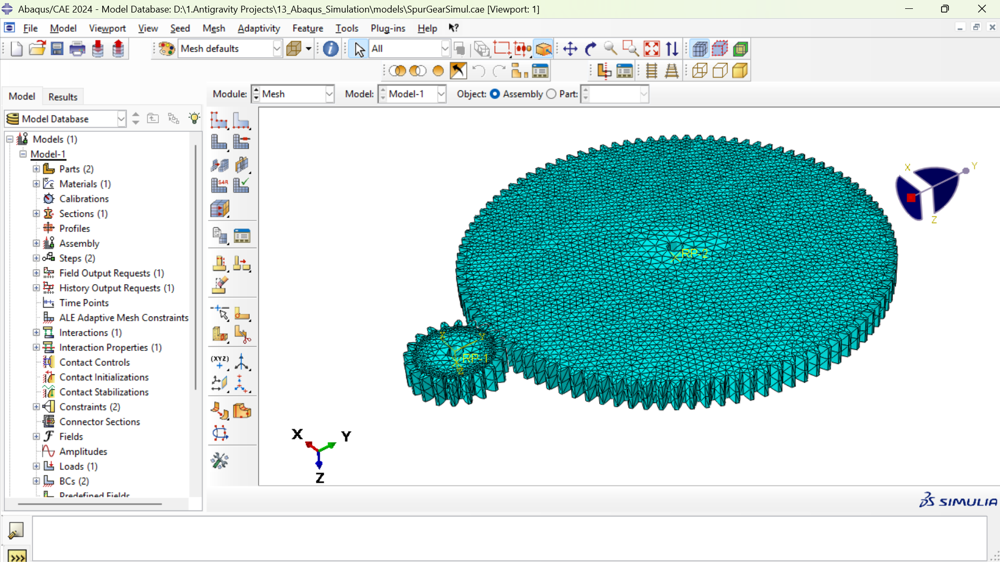 Abaqus/CAE 2024 - Model Database: D:\1.Antigravity Projects\13_Abaqus_Simulation\models\SpurGearSimul.cae [Viewport: 1]
File Model Viewport View Seed Mesh Adaptivity Feature Tools Plug-ins Help
Mesh defaults
All
Model Results
Module: Mesh Model: Model-1 Object: Assembly Part:
Model Database
Models (1)
Model-1
Parts (2)
Materials (1)
Calibrations
Sections (1)
Profiles
Assembly
Steps (2)
Field Output Requests (1)
History Output Requests (1)
Time Points
ALE Adaptive Mesh Constraints
Interactions (1)
Interaction Properties (1)
Contact Controls
Contact Initializations
Contact Stabilizations
Constraints (2)
Connector Sections
Fields
Amplitudes
Loads (1)
BCs (2)
Predefined Fields
S4R
(XYZ)
X
Y
Z
RP-2
RP-1
X
Y
Z
SIMULIA
>>>